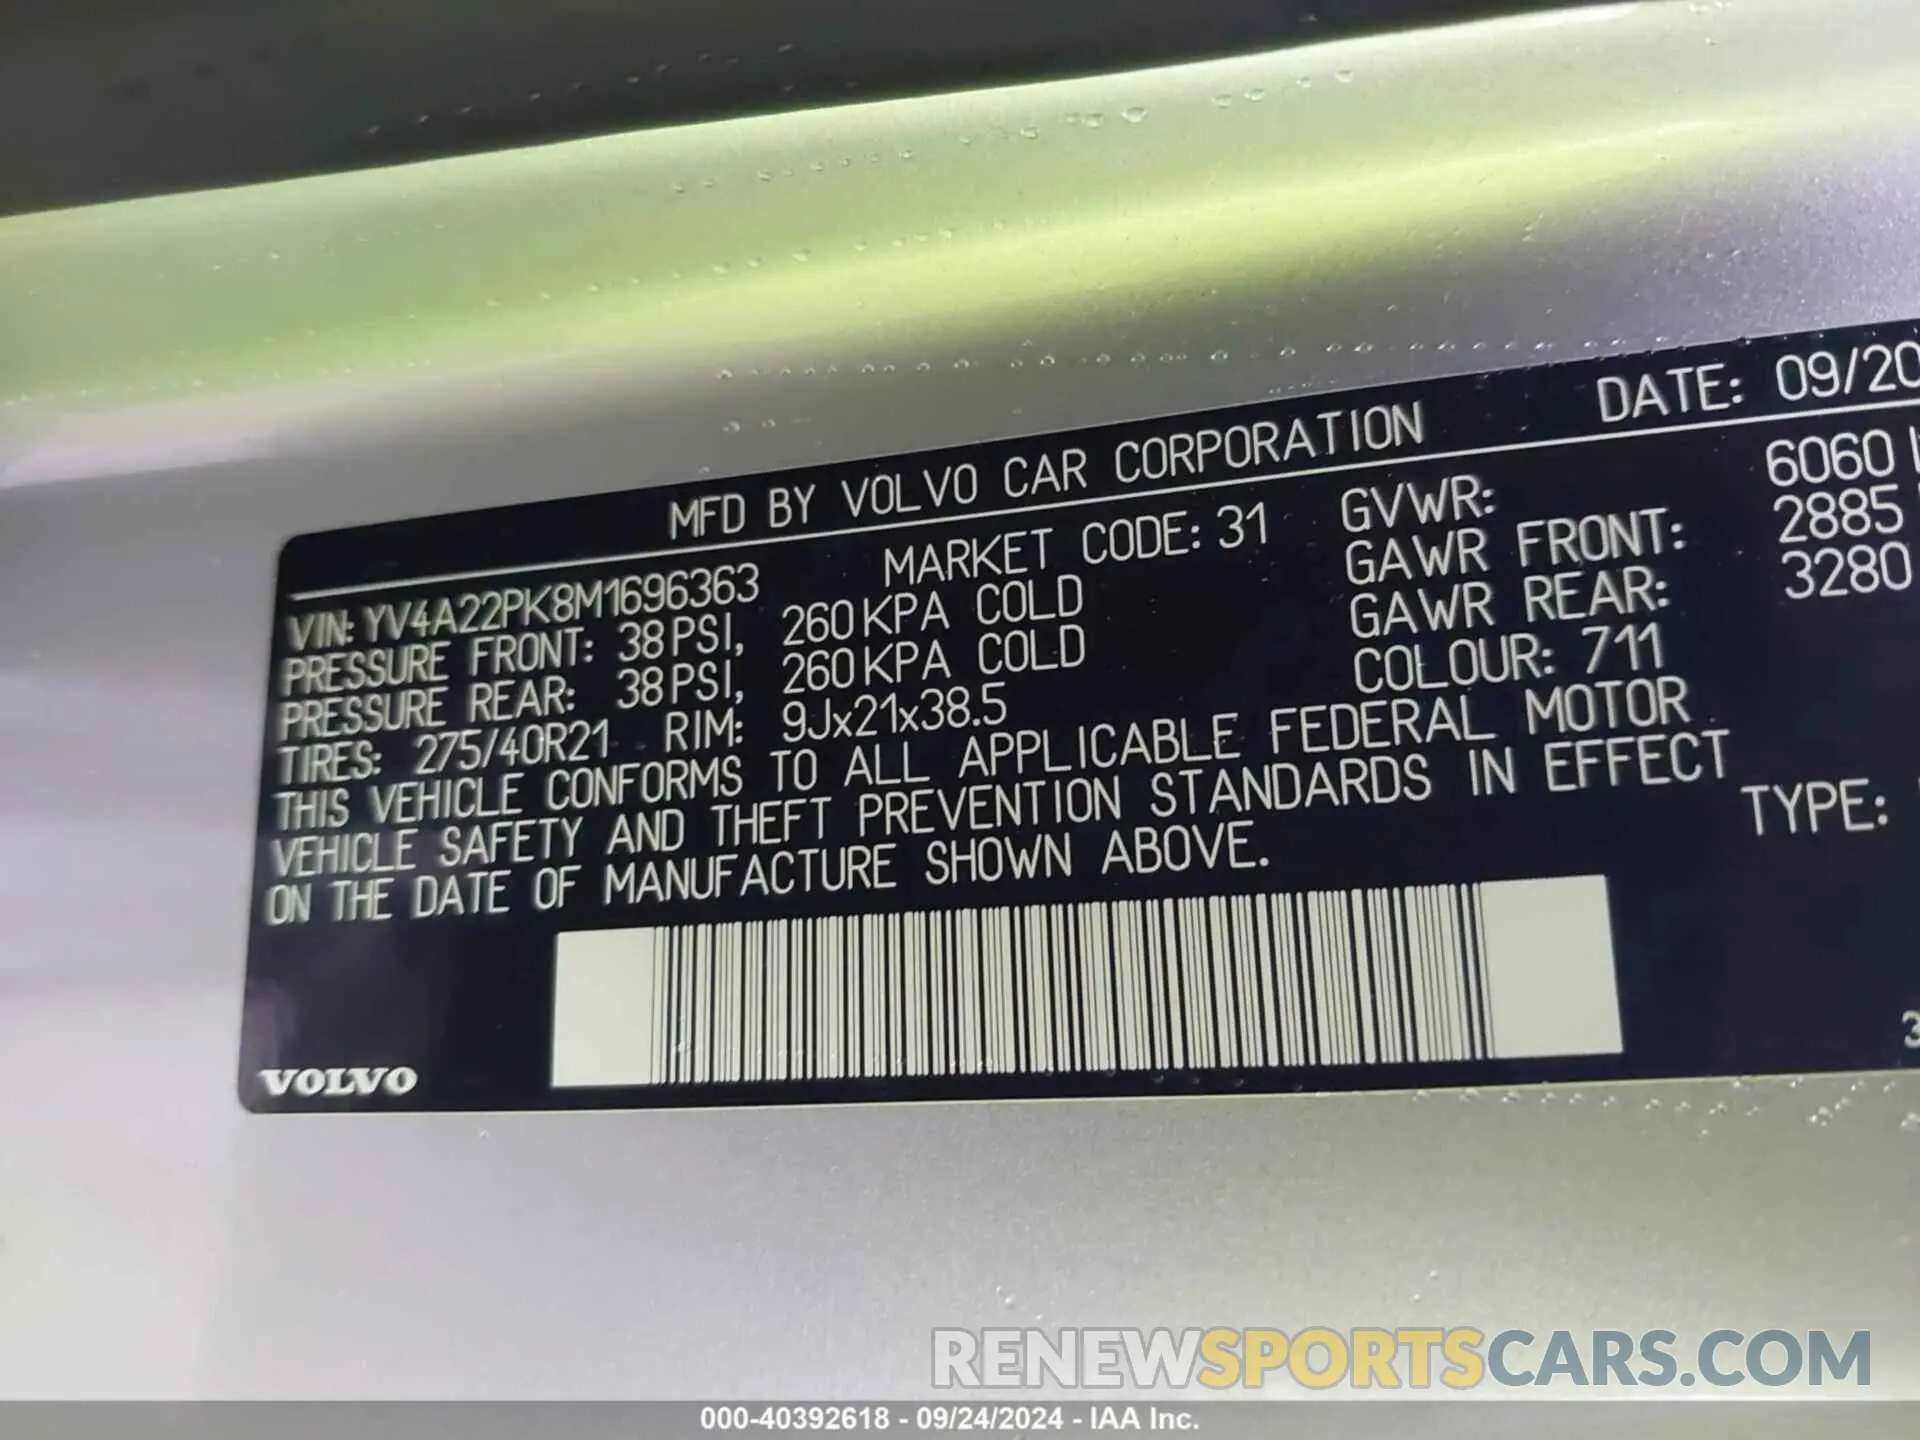 MFD BY VOLVO CAR CORPORATION DATE: 09/20
VIN: YV4A22PK8M1696363 MARKET CODE: 31 GVWR: 6060
PRESSURE FRONT: 38 PSI, 260 KPA COLD GAWR FRONT: 2885
PRESSURE REAR: 38 PSI, 260 KPA COLD GAWR REAR: 3280
TIRES: 275/40R21 RIM: 9Jx21x38.5 COLOUR: 711
THIS VEHICLE CONFORMS TO ALL APPLICABLE FEDERAL MOTOR
VEHICLE SAFETY AND THEFT PREVENTION STANDARDS IN EFFECT
ON THE DATE OF MANUFACTURE SHOWN ABOVE. TYPE:
VOLVO
RENEWSPORTSCARS.COM
000-40392618 - 09/24/2024 - IAA Inc.